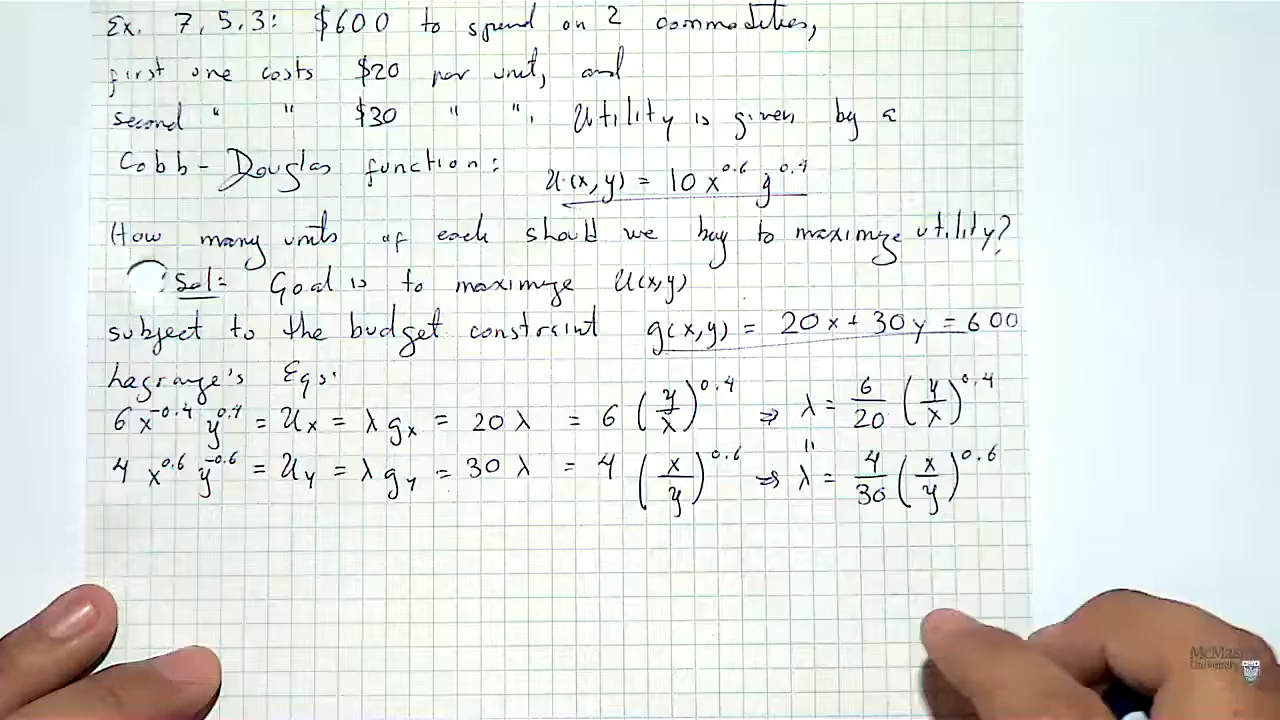 Ex. 7.5.3: $600 to spend on 2 commodities,
first one costs $20 per unit, and
second " " $30 " ". Utility is given by a
Cobb-Douglas function: U(x,y) = 10 x^0.6 y^0.4
How many units of each should we buy to maximize utility?
Sol: Goal is to maximize U(x,y)
subject to the budget constraint g(x,y) = 20x + 30y = 600
Lagrange's Eqs:
6 x^-0.4 y^0.4 = Ux = λ gx = 20 λ = 6 (y/x)^0.4 ⇒ λ = 6/20 (y/x)^0.4
"
4 x^0.6 y^-0.6 = Uy = λ gy = 30 λ = 4 (x/y)^0.6 ⇒ λ = 4/30 (x/y)^0.6
McMas
University